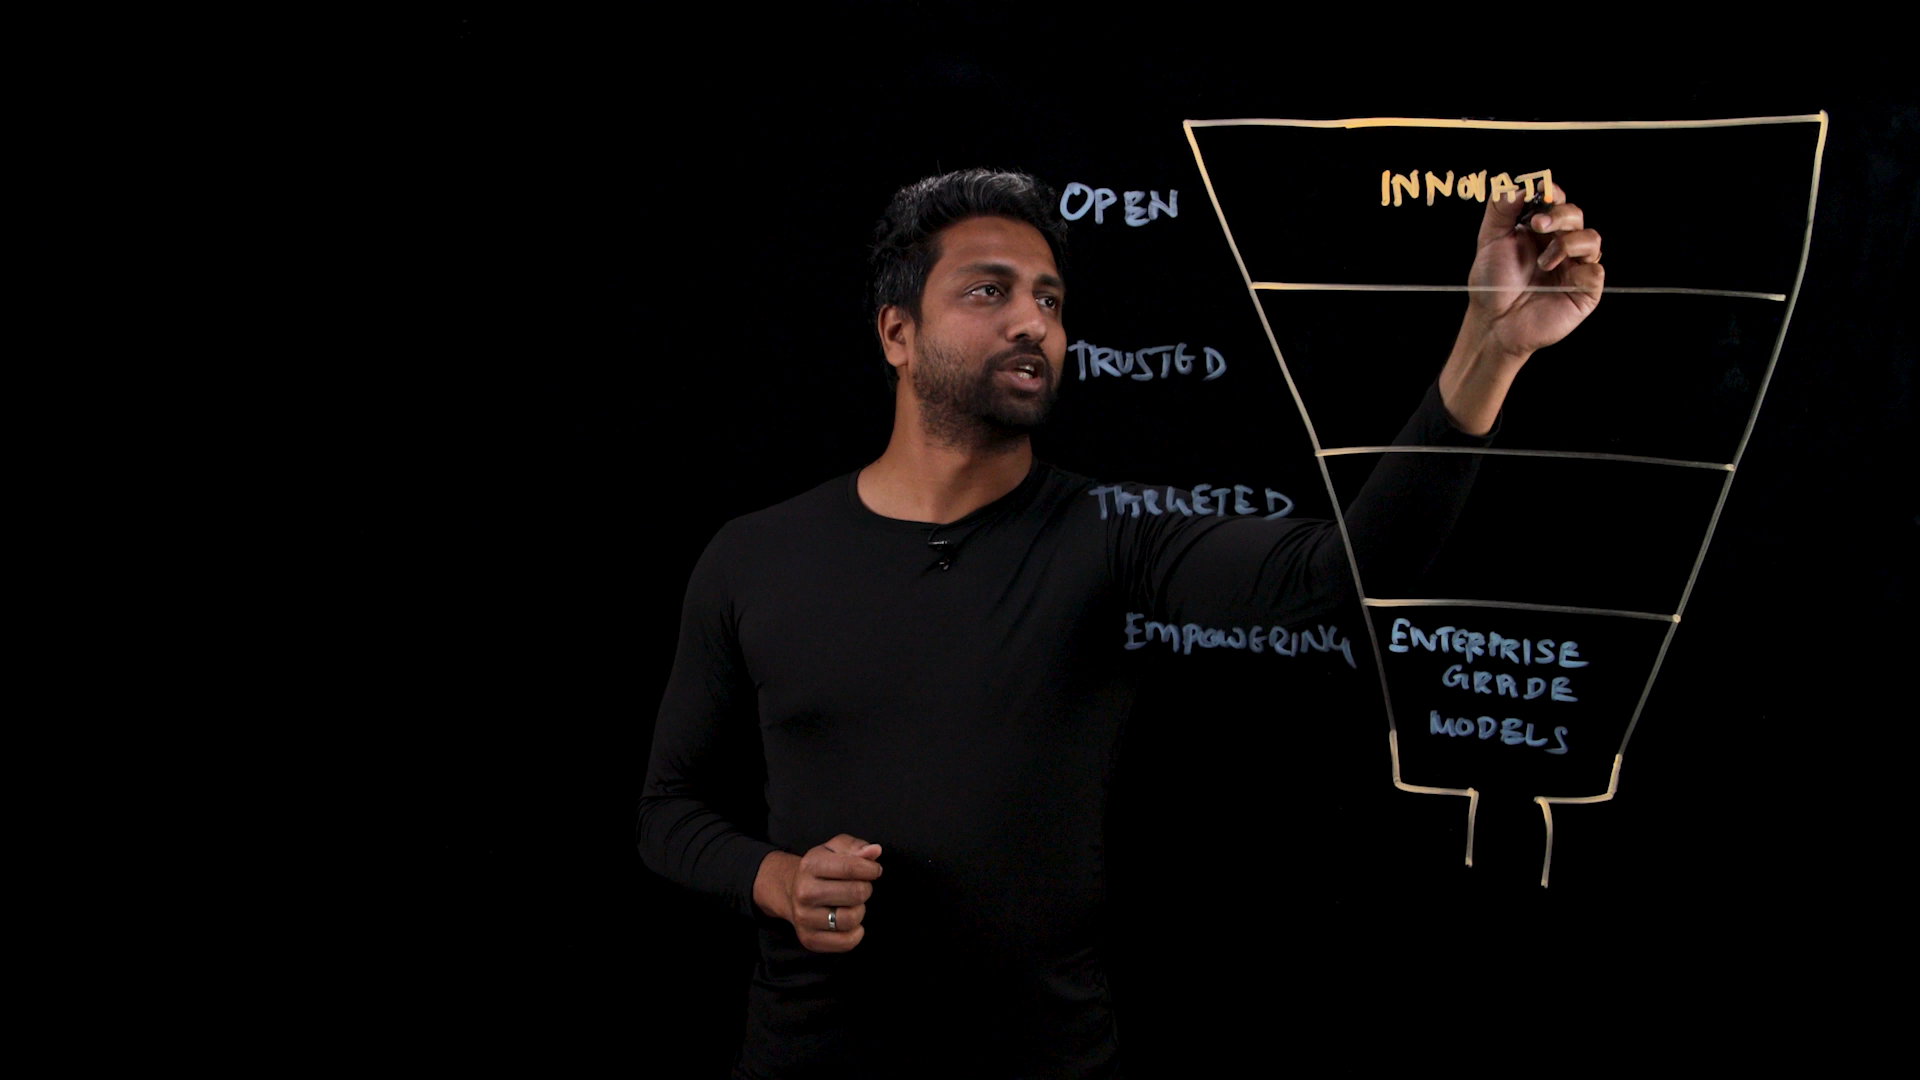 OPEN
INNOVATI
TRUSTED
TARGETED
EMPOWERING
ENTERPRISE
GRADE
MODELS